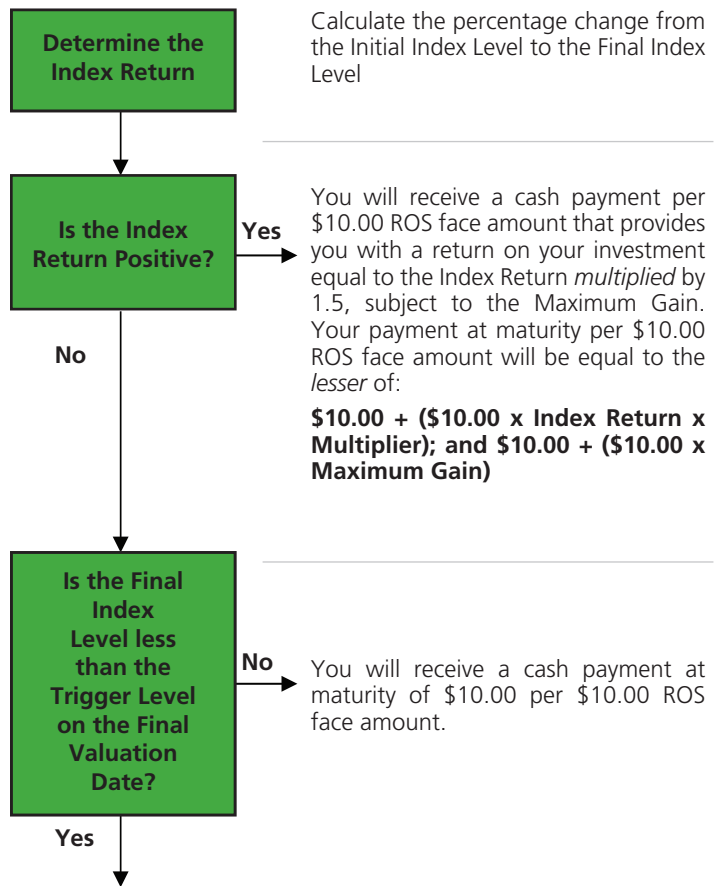 Determine the
Index Return
Calculate the percentage change from
the Initial Index Level to the Final Index
Level
Is the Index
Return Positive?
Yes
You will receive a cash payment per
$10.00 ROS face amount that provides
you with a return on your investment
equal to the Index Return multiplied by
1.5, subject to the Maximum Gain.
Your payment at maturity per $10.00
ROS face amount will be equal to the
lesser of:
$10.00 + ($10.00 x Index Return x
Multiplier); and $10.00 + ($10.00 x
Maximum Gain)
No
Is the Final
Index
Level less
than the
Trigger Level
on the Final
Valuation
Date?
No
You will receive a cash payment at
maturity of $10.00 per $10.00 ROS
face amount.
Yes